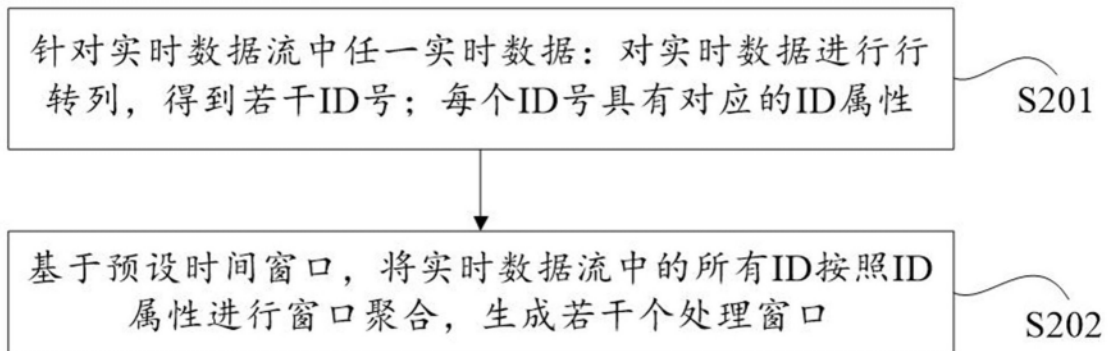 针对实时数据流中任一实时数据：对实时数据进行行
转列，得到若干ID号；每个ID号具有对应的ID属性
S201
基于预设时间窗口，将实时数据流中的所有ID按照ID
属性进行窗口聚合，生成若干个处理窗口
S202